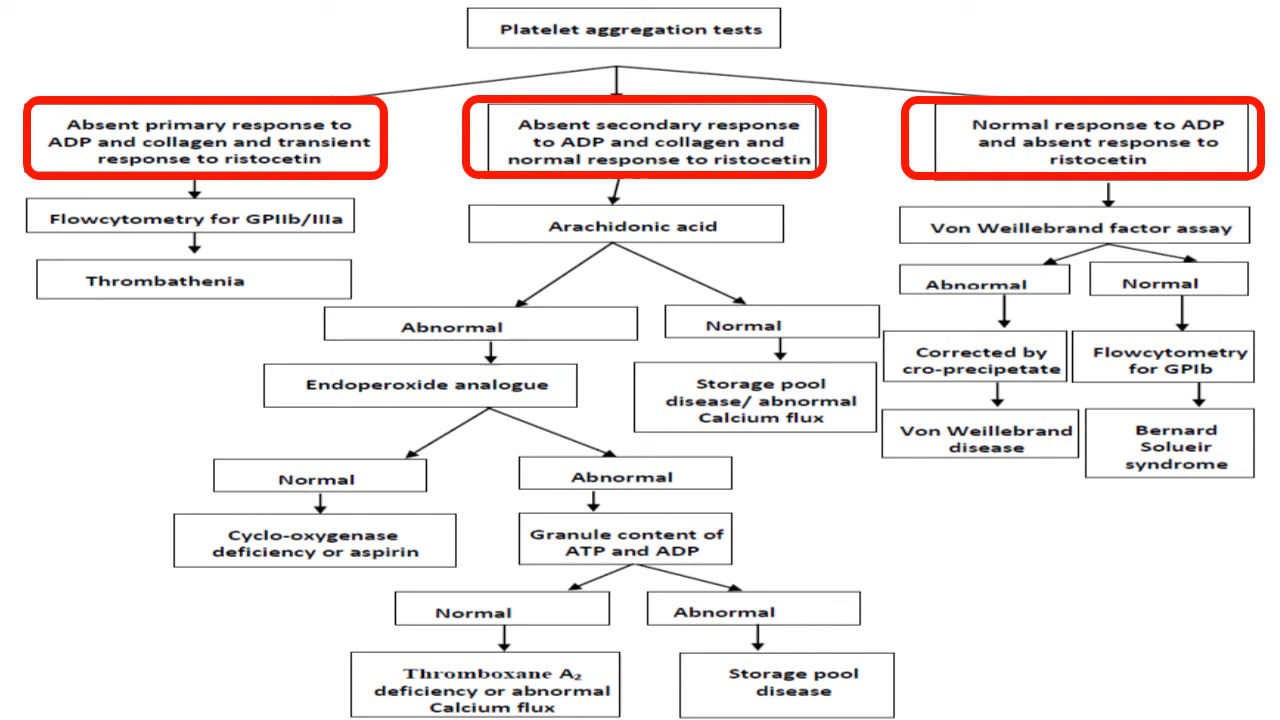 Platelet aggregation tests
Absent primary response to
ADP and collagen and transient
response to ristocetin
Absent secondary response
to ADP and collagen and
normal response to ristocetin
Normal response to ADP
and absent response to
ristocetin
Flowcytometry for GPIIb/IIIa
Thrombathenia
Arachidonic acid
Von Weillebrand factor assay
Abnormal
Normal
Abnormal
Normal
Corrected by
cro-precipetate
Flowcytometry
for GPIb
Endoperoxide analogue
Storage pool
disease/ abnormal
Calcium flux
Von Weillebrand
disease
Bernard
Solueir
syndrome
Normal
Abnormal
Cyclo-oxygenase
deficiency or aspirin
Granule content of
ATP and ADP
Normal
Abnormal
Thromboxane A₂
deficiency or abnormal
Calcium flux
Storage pool
disease